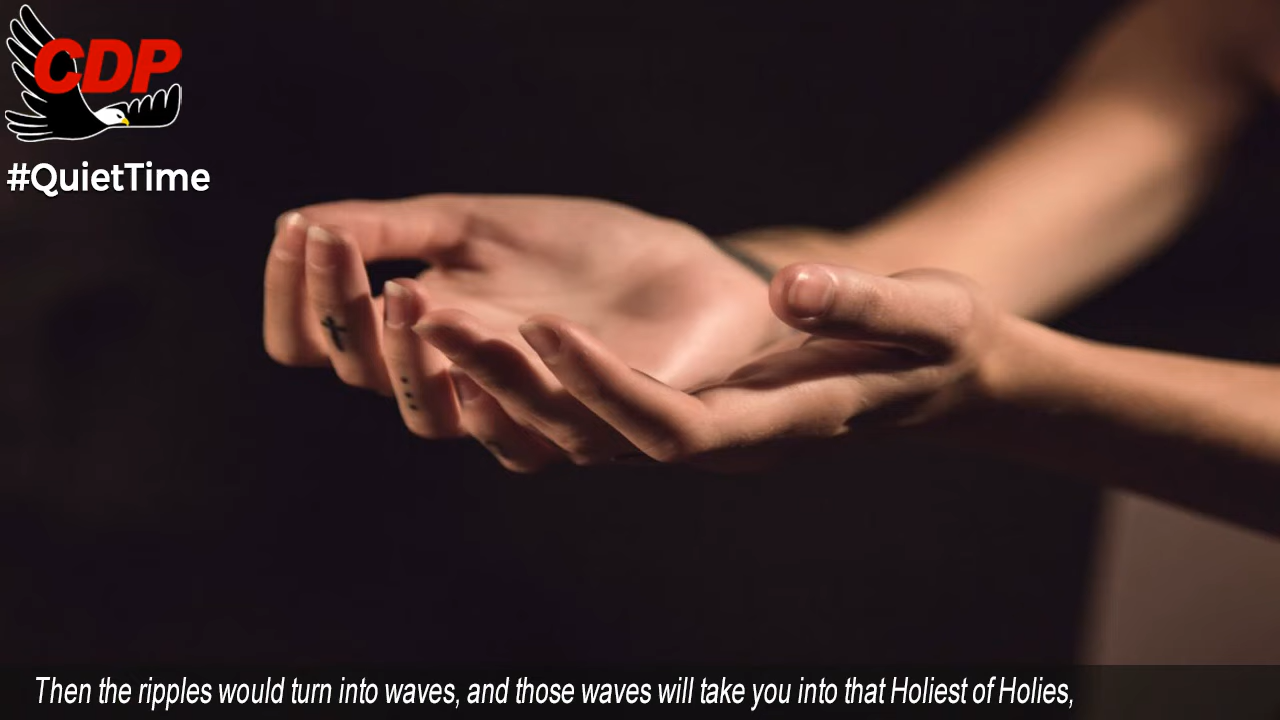 CDP
#QuietTime
Then the ripples would turn into waves, and those waves will take you into that Holiest of Holies,